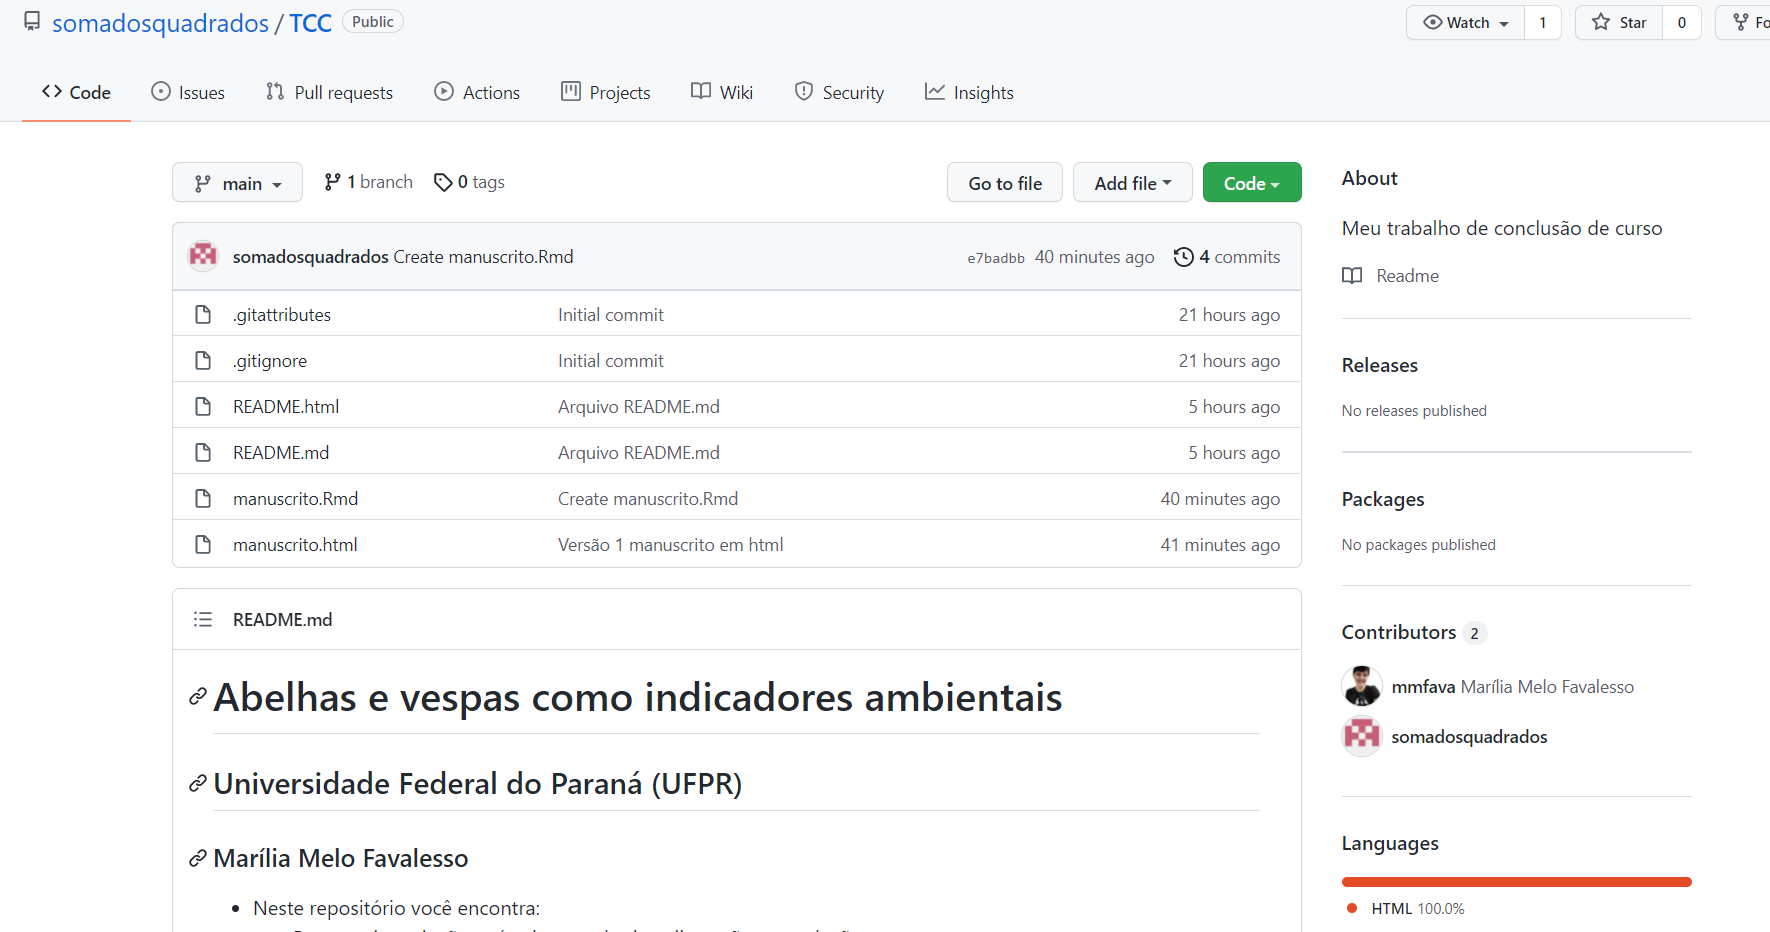 somadosquadrados / TCC Public
Watch 1 Star 0 Fo
Code Issues Pull requests Actions Projects Wiki Security Insights
main 1 branch 0 tags Go to file Add file Code
somadosquadrados Create manuscrito.Rmd e7badbb 40 minutes ago 4 commits
.gitattributes Initial commit 21 hours ago
.gitignore Initial commit 21 hours ago
README.html Arquivo README.md 5 hours ago
README.md Arquivo README.md 5 hours ago
manuscrito.Rmd Create manuscrito.Rmd 40 minutes ago
manuscrito.html Versão 1 manuscrito em html 41 minutes ago
README.md
Abelhas e vespas como indicadores ambientais
Universidade Federal do Paraná (UFPR)
Marília Melo Favalesso
Neste repositório você encontra:
About
Meu trabalho de conclusão de curso
Readme
Releases
No releases published
Packages
No packages published
Contributors 2
mmfava Marília Melo Favalesso
somadosquadrados
Languages
HTML 100.0%